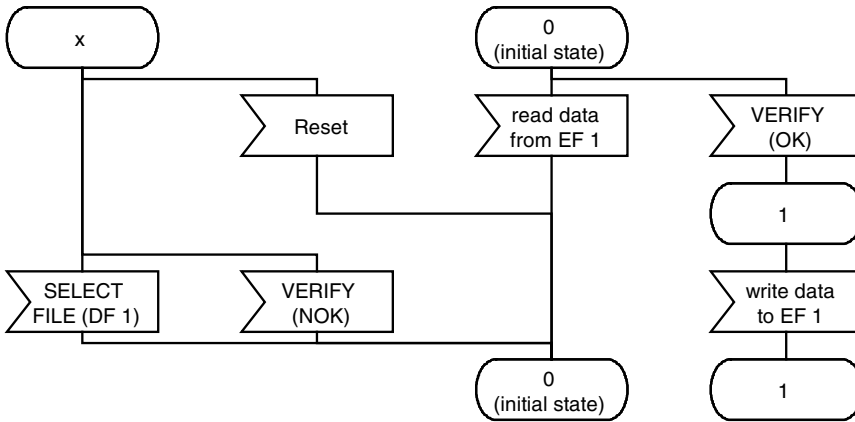 x
0
(initial state)
Reset
read data
from EF 1
VERIFY
(OK)
1
SELECT
FILE (DF 1)
VERIFY
(NOK)
write data
to EF 1
0
(initial state)
1